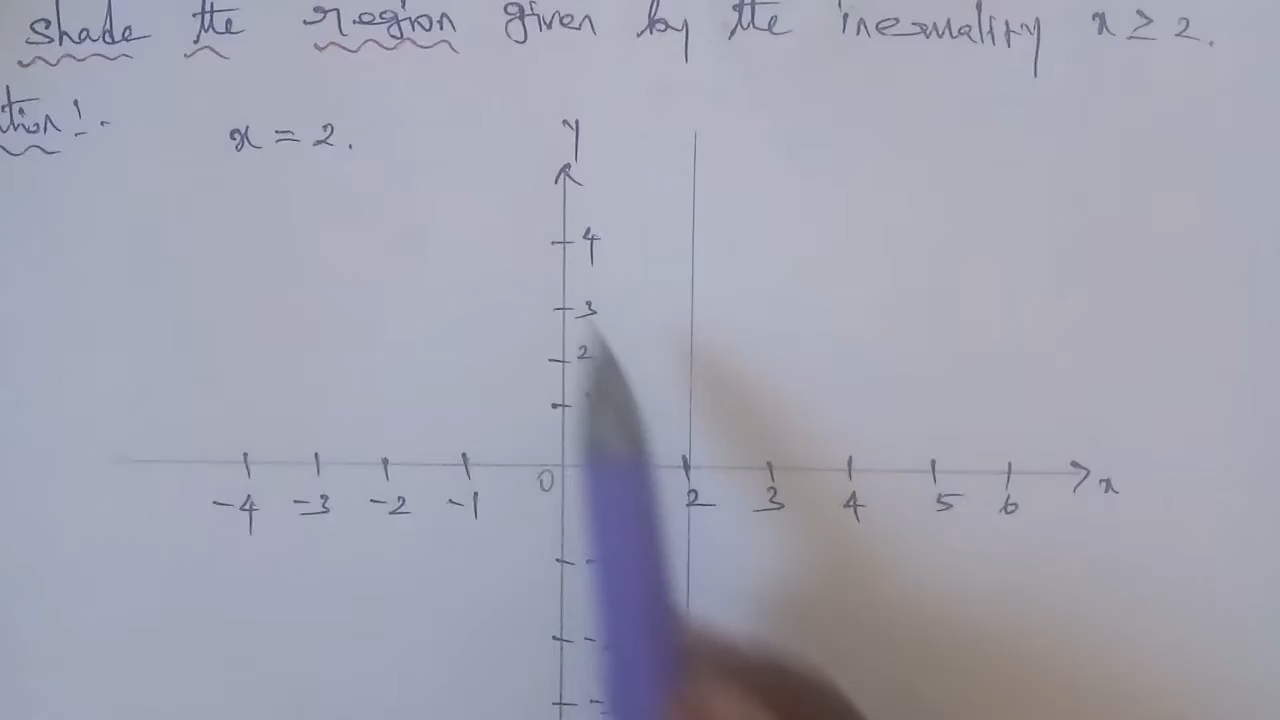 shade the region given by the inequality x ≥ 2.
tion:-
x = 2.
y
4
3
2
-4 -3 -2 -1 0 2 3 4 5 6 x